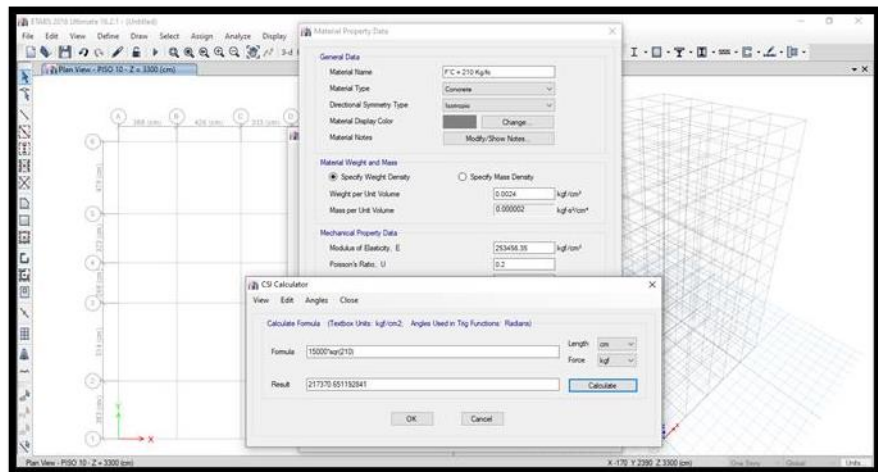 ETABS 2016 Ultimate 16.2.1 - (Untitled)
File Edit View Define Draw Select Assign Analyze Display
3-d
Plan View - PISO 10 - Z = 3300 (cm)
Material Property Data
General Data
Material Name
Material Type
Concrete
Directional Symmetry Type
Isotropic
Material Display Color
Change...
Material Notes
Modify/Show Notes...
Material Weight and Mass
Specify Weight Density
Specify Mass Density
Weight per Unit Volume
0.0024
kgf/cm³
Mass per Unit Volume
0.000002
kgf-s²/cm⁴
Mechanical Property Data
Modulus of Elasticity, E
253456.35
kgf/cm²
Poisson's Ratio, U
0.2
CSI Calculator
View Edit Angles Close
Calculate Formula (Textbox Units: kgf/cm2; Angles Used in Trig Functions: Radians)
Formula
15000*sqr(210)
Length
cm
Force
kgf
Result
217370.651192841
Calculate
OK
Cancel
Y
X
Plan View - PISO 10 - Z = 3300 (cm)
X -170 Y 2390 Z 3300 (cm)
One Story
Global
Units...